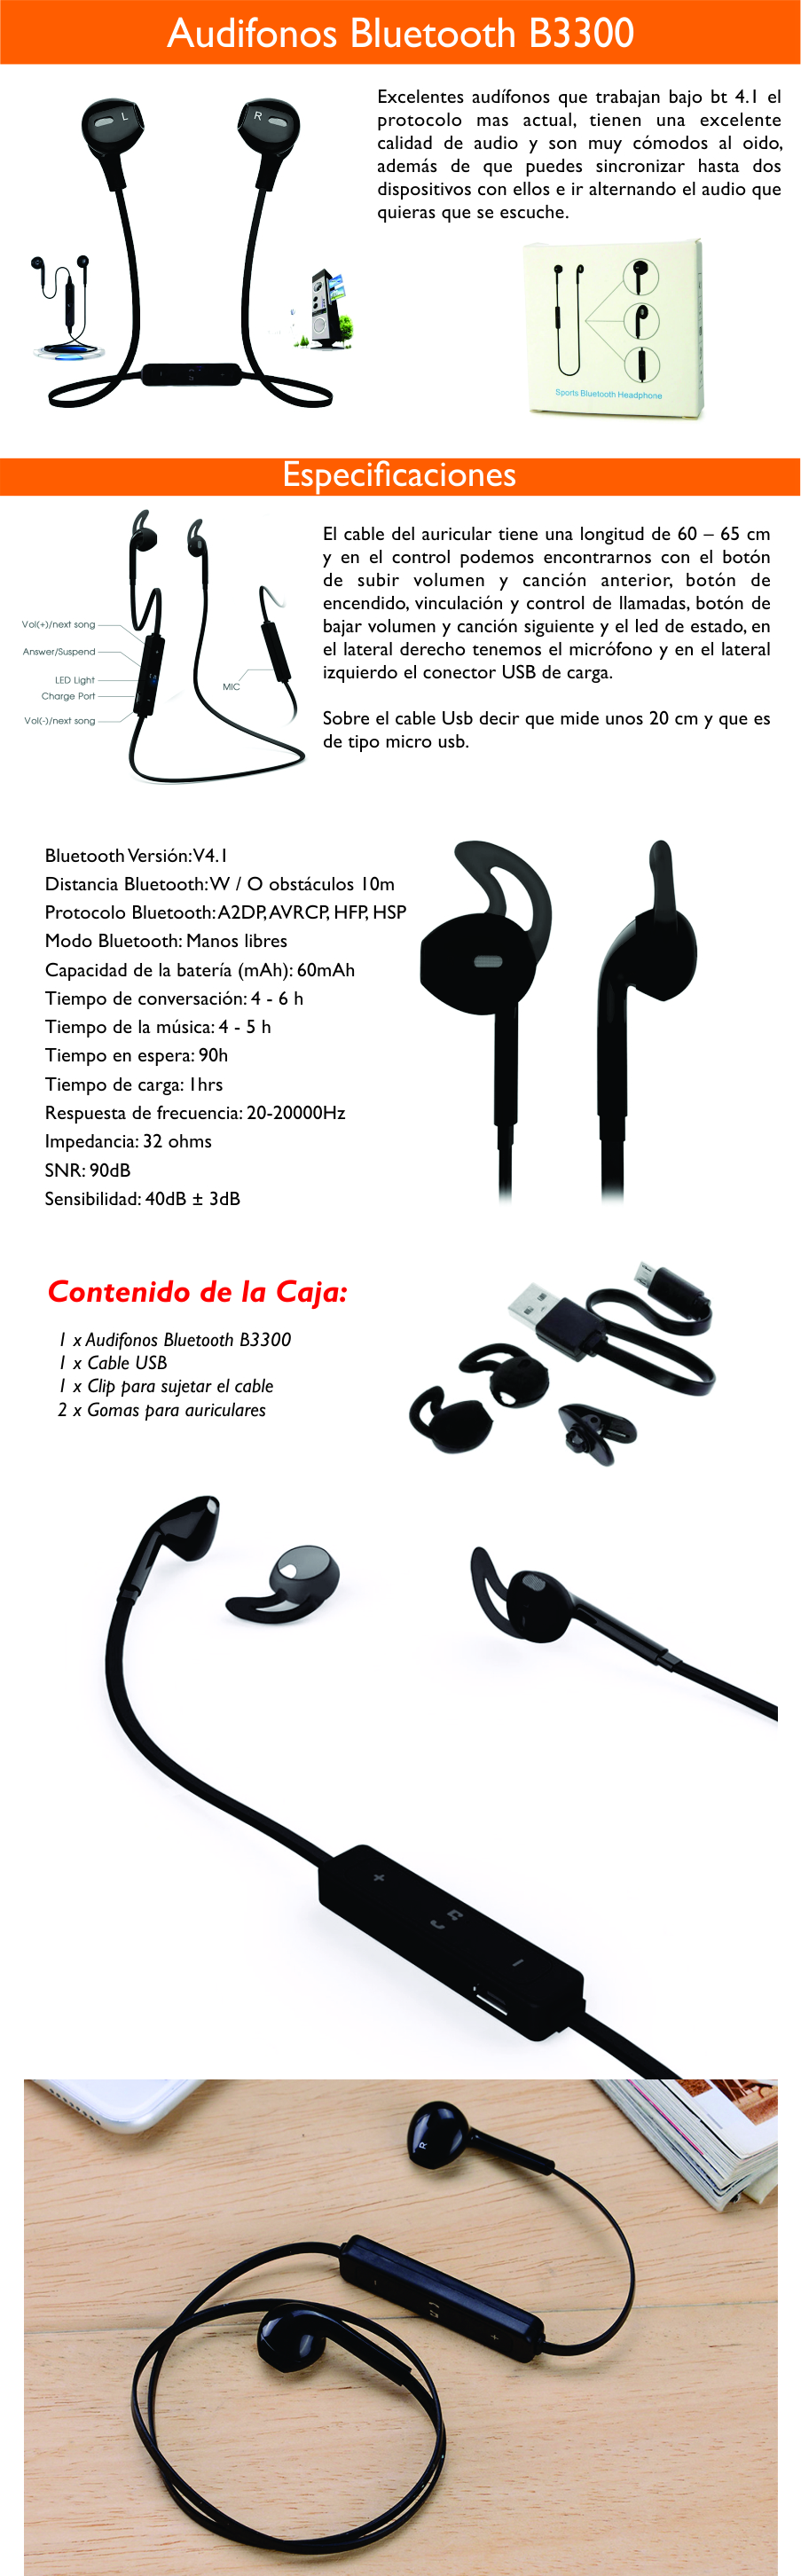 Audifonos Bluetooth B3300
L
R
Excelentes audífonos que trabajan bajo bt 4.1 el
protocolo mas actual, tienen una excelente
calidad de audio y son muy cómodos al oido,
además de que puedes sincronizar hasta dos
dispositivos con ellos e ir alternando el audio que
quieras que se escuche.
Sports Bluetooth Headphone
Especificaciones
El cable del auricular tiene una longitud de 60 – 65 cm
y en el control podemos encontrarnos con el botón
de subir volumen y canción anterior, botón de
encendido, vinculación y control de llamadas, botón de
bajar volumen y canción siguiente y el led de estado, en
el lateral derecho tenemos el micrófono y en el lateral
izquierdo el conector USB de carga.
Sobre el cable Usb decir que mide unos 20 cm y que es
de tipo micro usb.
Vol(+)/next song
Answer/Suspend
LED Light
Charge Port
Vol(-)/next song
MIC
Bluetooth Versión: V4.1
Distancia Bluetooth: W / O obstáculos 10m
Protocolo Bluetooth: A2DP, AVRCP, HFP, HSP
Modo Bluetooth: Manos libres
Capacidad de la batería (mAh): 60mAh
Tiempo de conversación: 4 - 6 h
Tiempo de la música: 4 - 5 h
Tiempo en espera: 90h
Tiempo de carga: 1hrs
Respuesta de frecuencia: 20-20000Hz
Impedancia: 32 ohms
SNR: 90dB
Sensibilidad: 40dB ± 3dB
Contenido de la Caja:
1 x Audifonos Bluetooth B3300
1 x Cable USB
1 x Clip para sujetar el cable
2 x Gomas para auriculares
+
-
R
-
+